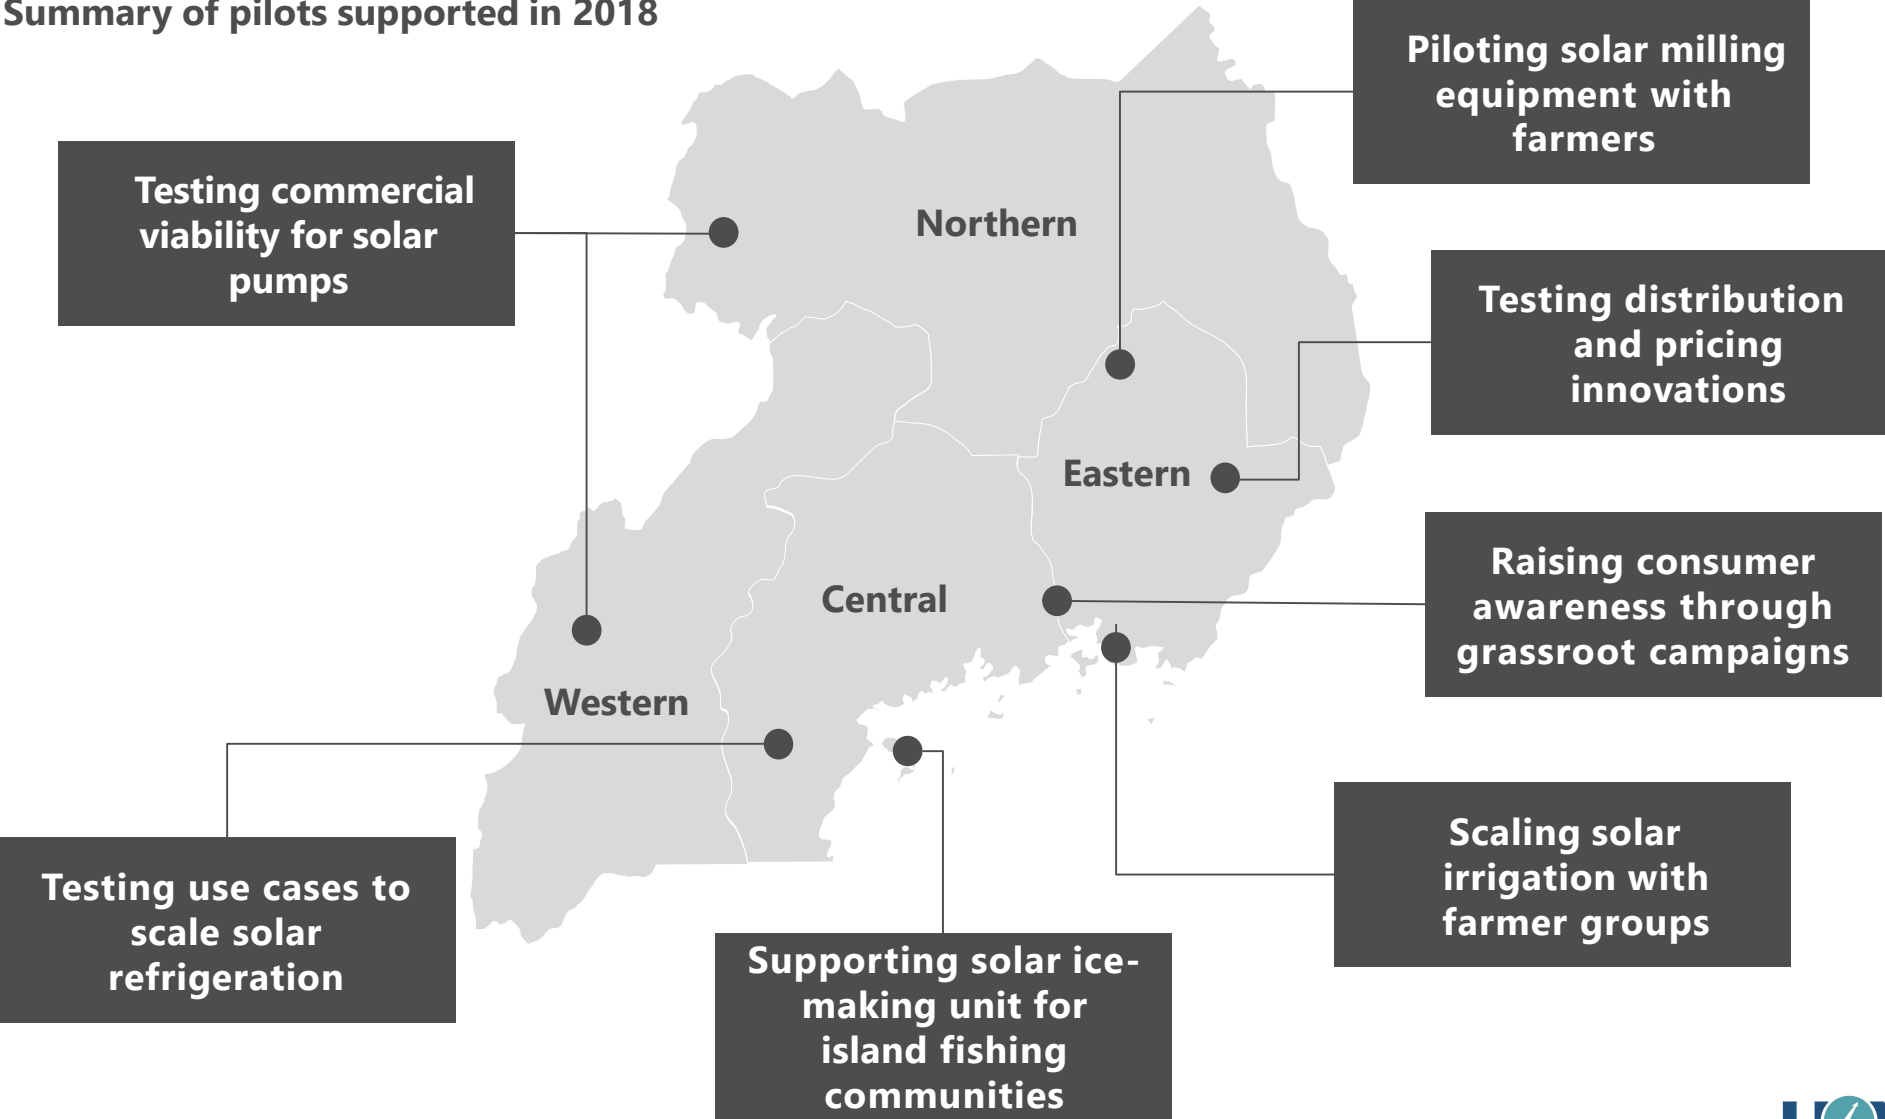 Summary of pilots supported in 2018
Piloting solar milling
equipment with
farmers
Testing commercial
viability for solar
pumps
Northern
Testing distribution
and pricing
innovations
Eastern
Raising consumer
awareness through
grassroot campaigns
Central
Western
Scaling solar
irrigation with
farmer groups
Testing use cases to
scale solar
refrigeration
Supporting solar ice-
making unit for
island fishing
communities